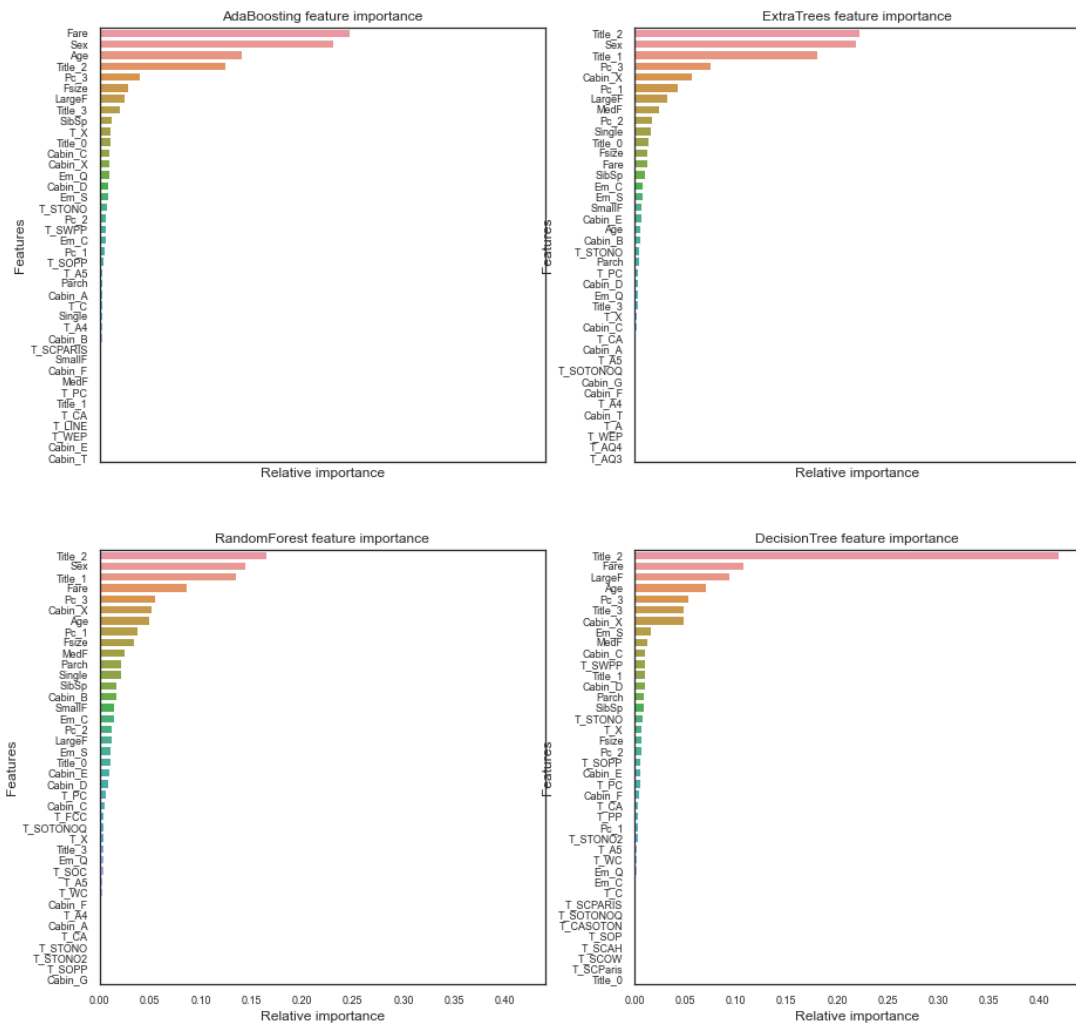 AdaBoosting feature importance
Fare
Sex
Age
Title_2
Pc_3
Fsize
LargeF
Title_3
SibSp
T_X
Title_0
Cabin_C
Cabin_X
Em_Q
Cabin_D
Em_S
T_STONO
Pc_2
T_SWPP
Em_C
Pc_1
T_SOPP
T_A5
Parch
Cabin_A
T_C
Single
T_A4
Cabin_B
T_SCPARIS
SmallF
Cabin_F
MedF
T_PC
Title_1
T_CA
T_LINE
T_WEP
Cabin_E
Cabin_T
Features
Relative importance
ExtraTrees feature importance
Title_2
Sex
Title_1
Pc_3
Cabin_X
Pc_1
LargeF
MedF
Pc_2
Single
Title_0
Fsize
Fare
SibSp
Em_C
Em_S
SmallF
Cabin_E
Age
Cabin_B
T_STONO
Parch
T_PC
Cabin_D
Em_Q
Title_3
T_X
Cabin_C
T_CA
Cabin_A
T_A5
T_SOTONOQ
Cabin_G
Cabin_F
T_A4
Cabin_T
T_A
T_WEP
T_AQ4
T_AQ3
Features
Relative importance
RandomForest feature importance
Title_2
Sex
Title_1
Fare
Pc_3
Cabin_X
Age
Pc_1
Fsize
MedF
Parch
Single
SibSp
Cabin_B
SmallF
Em_C
Pc_2
LargeF
Em_S
Title_0
Cabin_E
Cabin_D
T_PC
Cabin_C
T_FCC
T_SOTONOQ
T_X
Title_3
Em_Q
T_SOC
T_A5
T_WC
Cabin_F
T_A4
Cabin_A
T_CA
T_STONO
T_STONO2
T_SOPP
Cabin_G
Features
0.00 0.05 0.10 0.15 0.20 0.25 0.30 0.35 0.40
Relative importance
DecisionTree feature importance
Title_2
Fare
LargeF
Age
Pc_3
Title_3
Cabin_X
Em_S
MedF
Cabin_C
T_SWPP
Title_1
Cabin_D
Parch
SibSp
T_STONO
T_X
Fsize
Pc_2
T_SOPP
Cabin_E
T_PC
Cabin_F
T_CA
T_PP
Pc_1
T_STONO2
T_A5
T_WC
Em_Q
Em_C
T_C
T_SCPARIS
T_SOTONOQ
T_CASOTON
T_SOP
T_SCAH
T_SCOW
T_SCParis
Title_0
Features
0.00 0.05 0.10 0.15 0.20 0.25 0.30 0.35 0.40
Relative importance